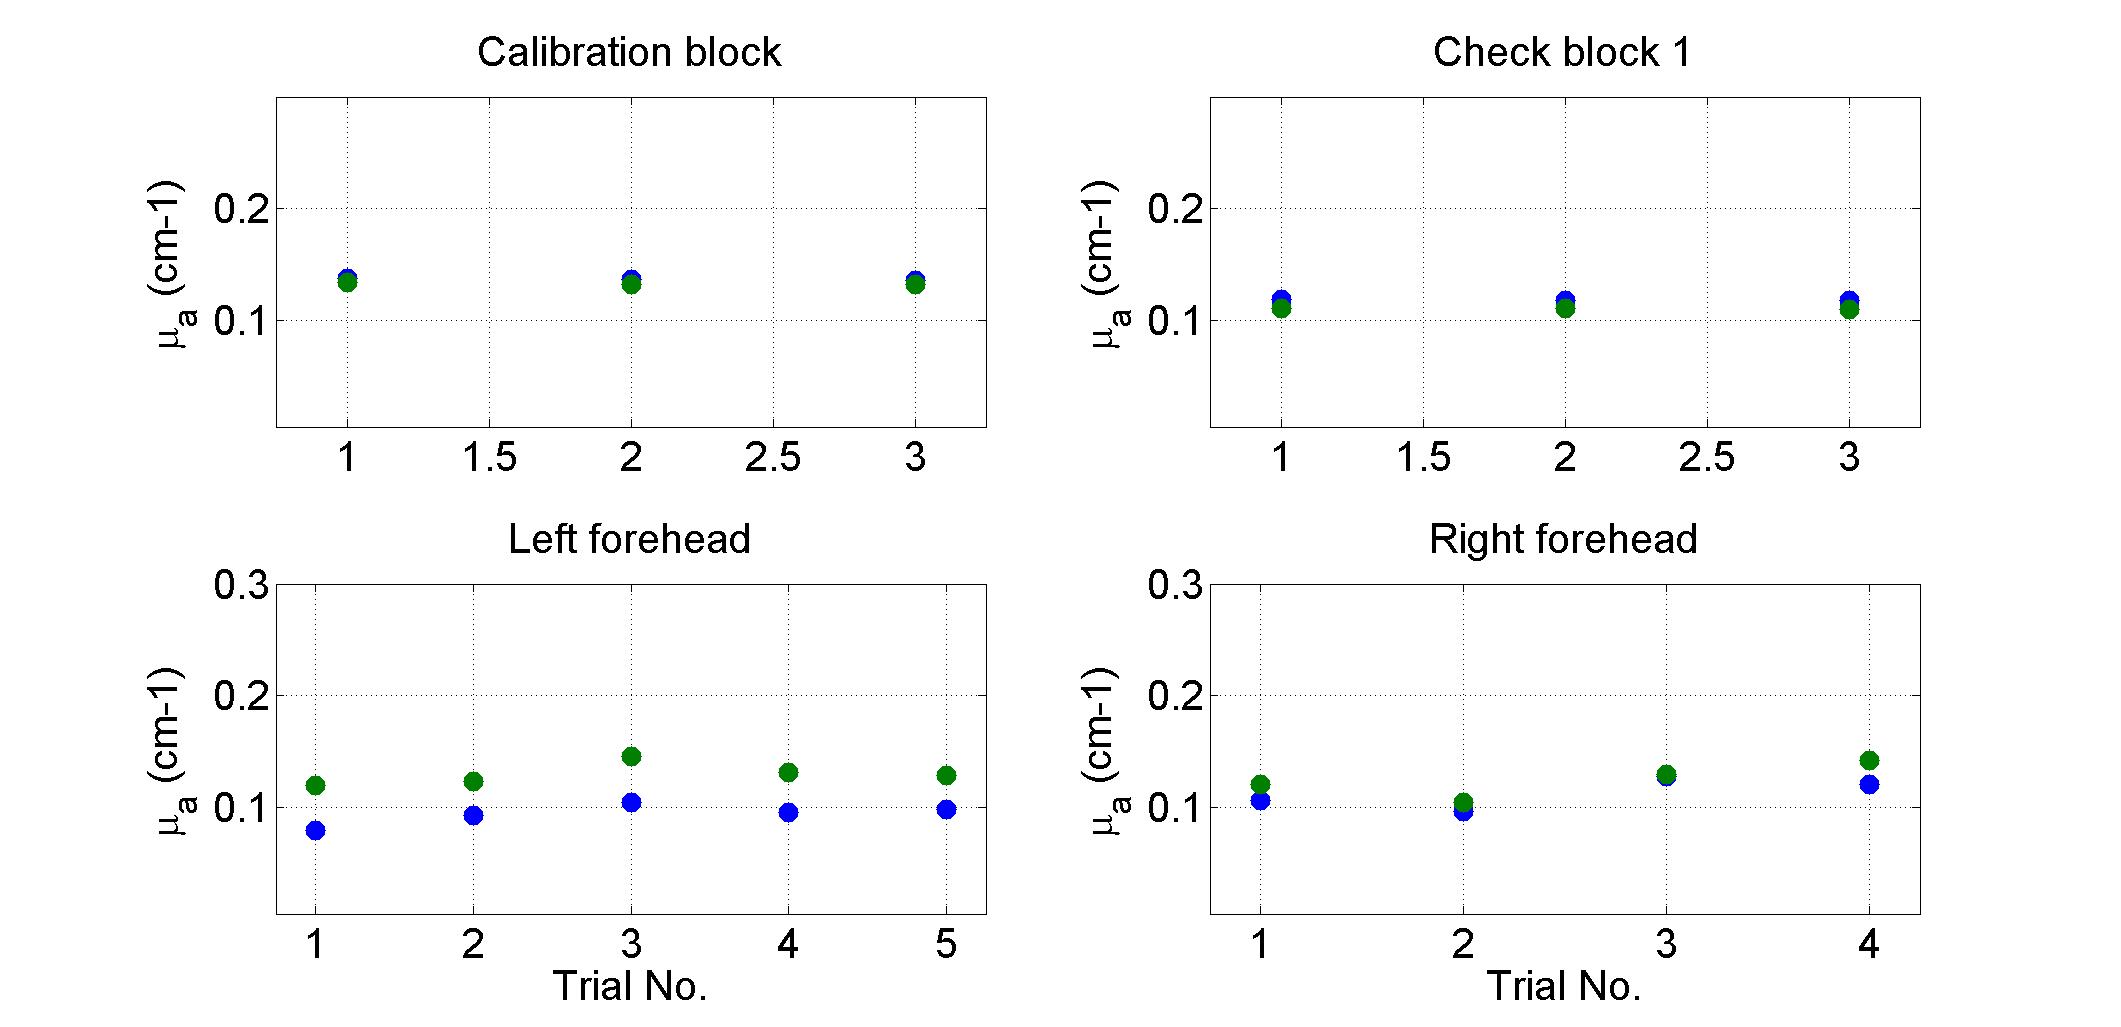 Calibration block
Check block 1
μa (cm-1)
0.2
0.1
1 1.5 2 2.5 3
μa (cm-1)
0.2
0.1
1 1.5 2 2.5 3
Left forehead
Right forehead
μa (cm-1)
0.3
0.2
0.1
1 2 3 4 5
Trial No.
μa (cm-1)
0.3
0.2
0.1
1 2 3 4
Trial No.